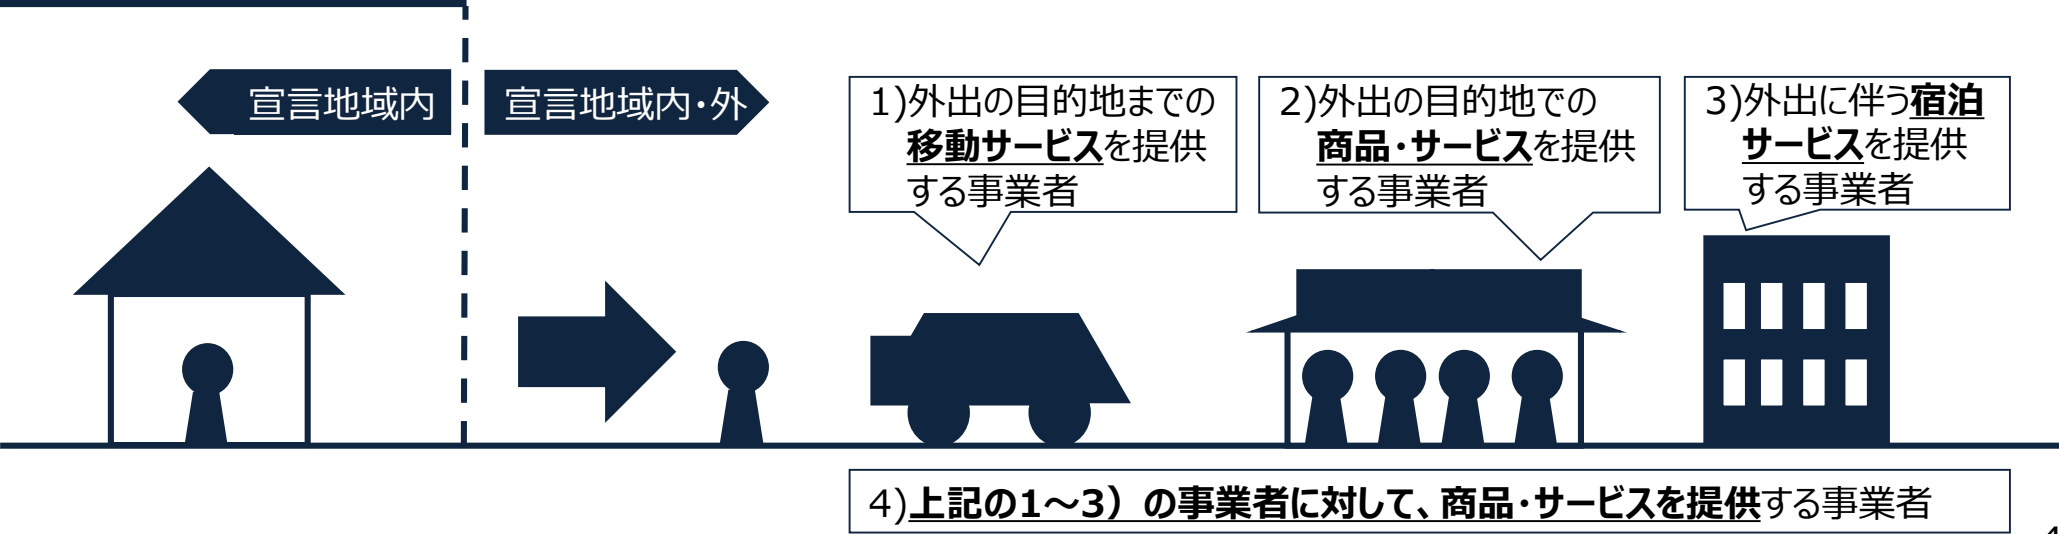 宣言地域内
宣言地域内・外
1)外出の目的地までの
移動サービスを提供
する事業者
2)外出の目的地での
商品・サービスを提供
する事業者
3)外出に伴う宿泊
サービスを提供
する事業者
4)上記の1～3）の事業者に対して、商品・サービスを提供する事業者